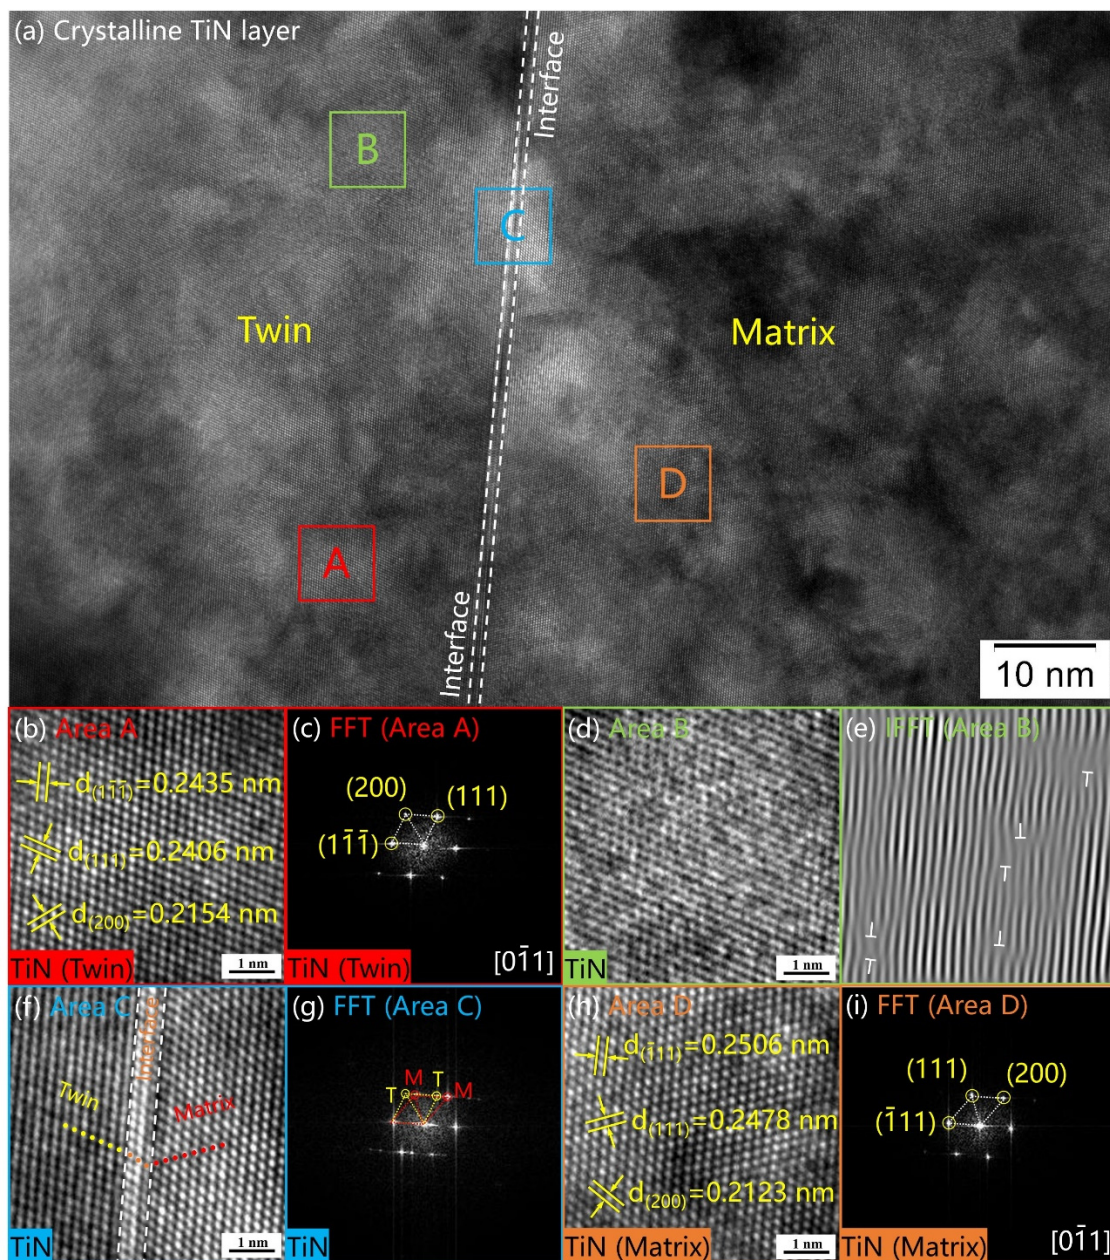 (a) Crystalline TiN layer
Interface
B
C
Twin
Matrix
D
A
Interface
10 nm
(b) Area A
d(11̅1̅)=0.2435 nm
d(111)=0.2406 nm
d(200)=0.2154 nm
TiN (Twin)
1 nm
(c) FFT (Area A)
(200)
(111)
(11̅1̅)
TiN (Twin)
[01̅1]
(d) Area B
TiN
1 nm
(e) IFFT (Area B)
(f) Area C
Interface
Twin
Matrix
TiN
1 nm
(g) FFT (Area C)
M
T
T
M
TiN
(h) Area D
d(1̅11)=0.2506 nm
d(111)=0.2478 nm
d(200)=0.2123 nm
TiN (Matrix)
1 nm
(i) FFT (Area D)
(111)
(200)
(1̅11)
TiN (Matrix)
[01̅1]